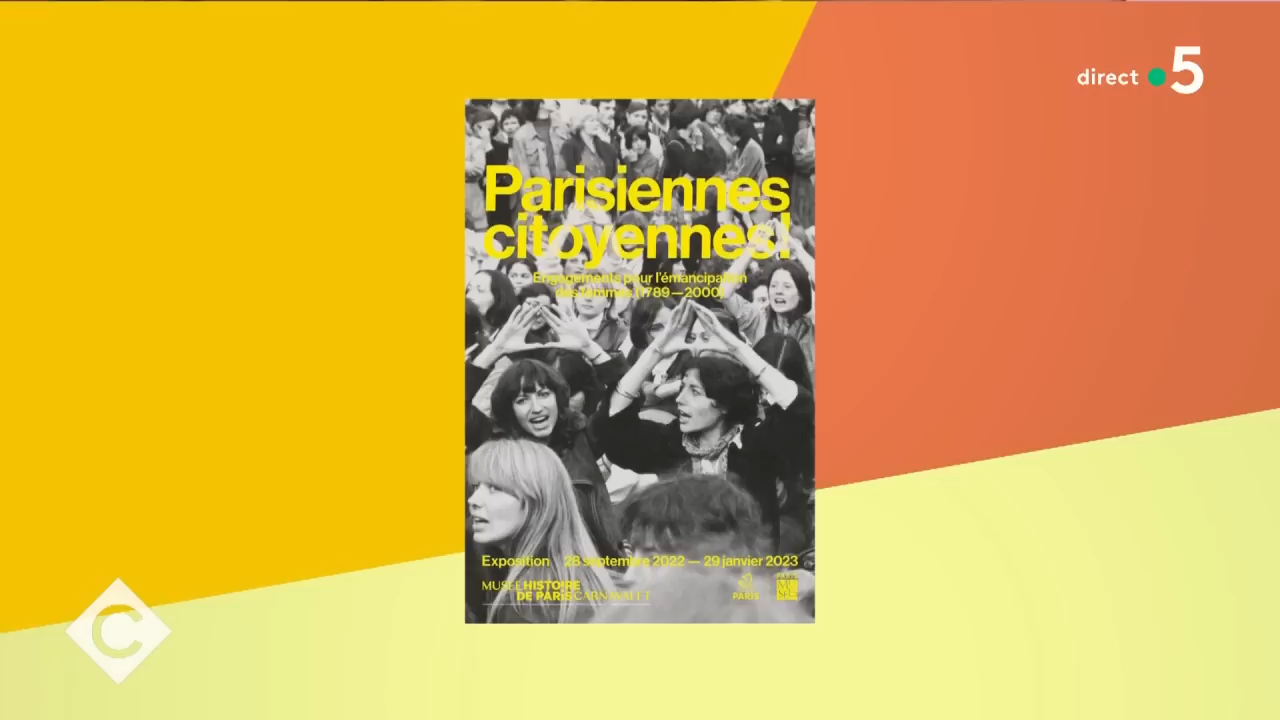 direct 5
Parisiennes
citoyennes!
Engagements pour l'émancipation
des femmes (1789—2000)
Exposition 28 septembre 2022 — 29 janvier 2023
MUSÉE HISTOIRE
DE PARIS CARNAVALET
PARIS
C